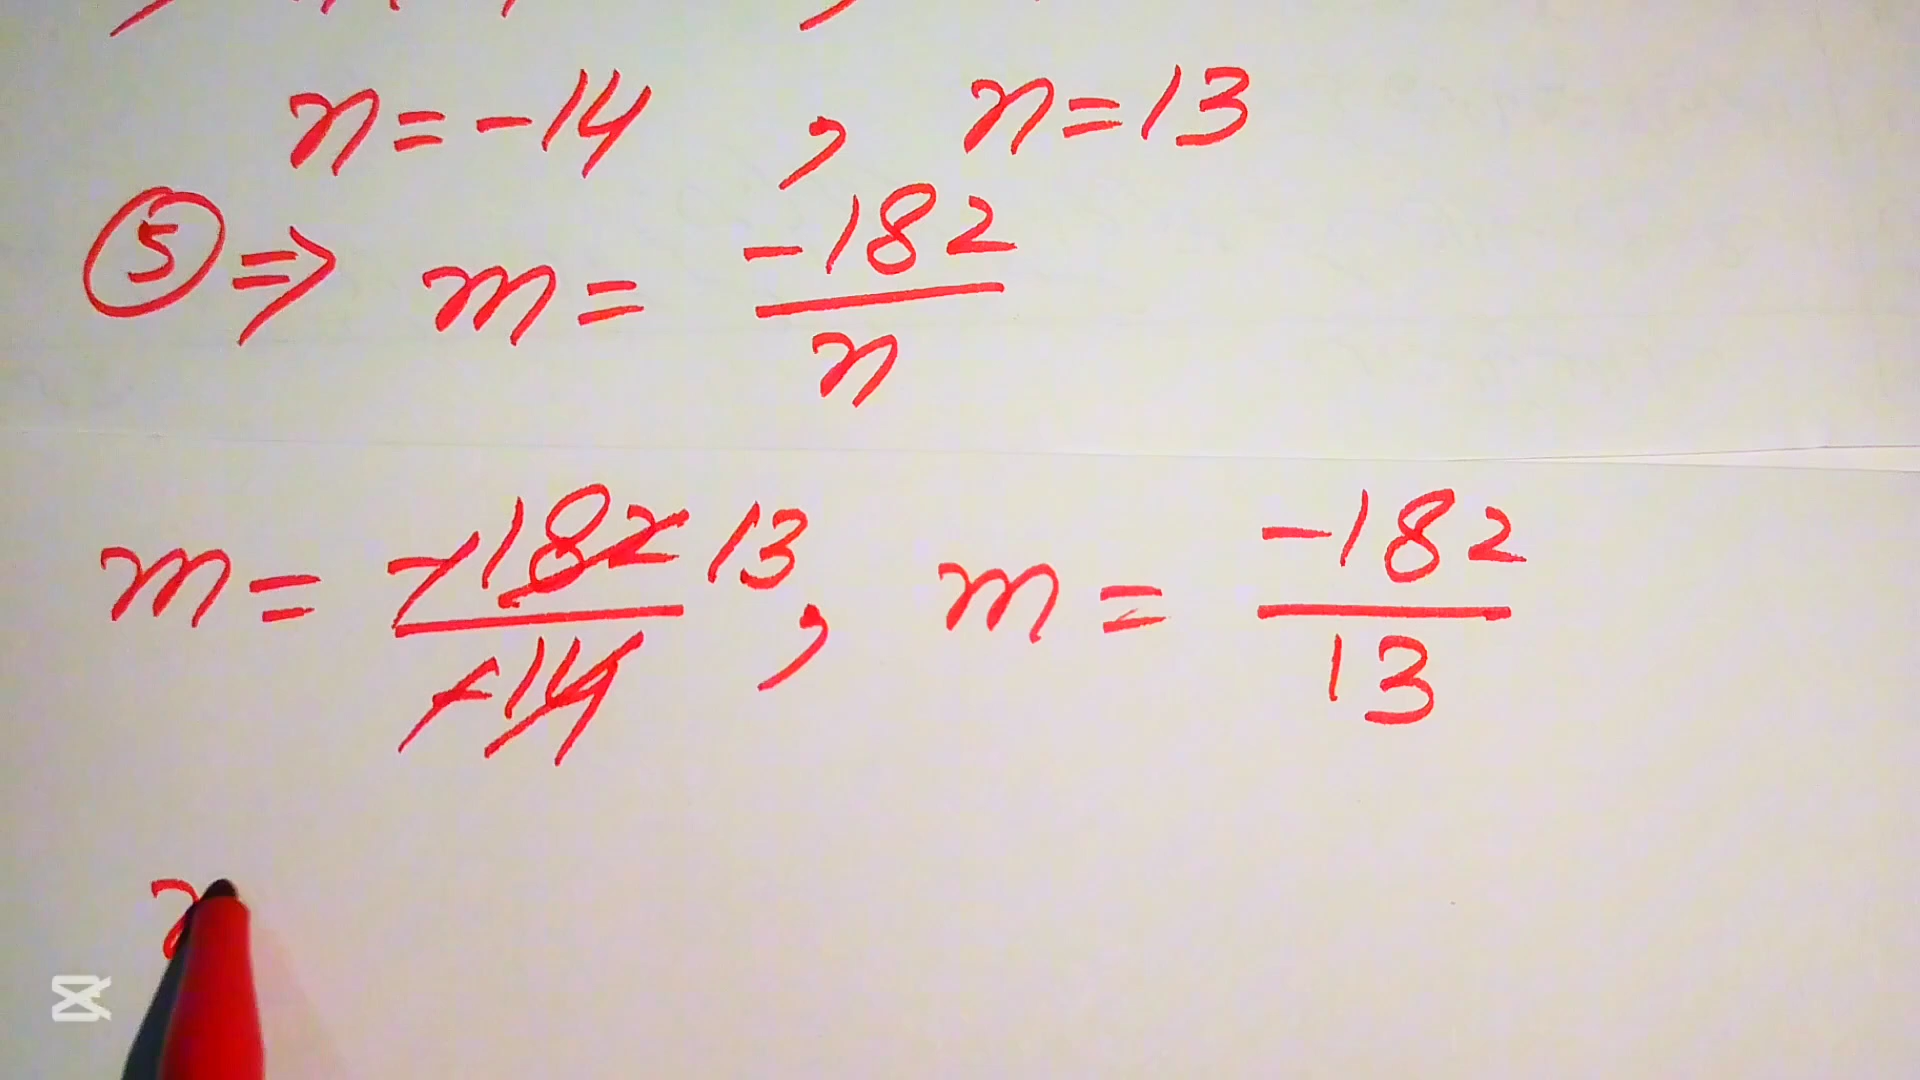 n = -14 , n = 13
⑤ ⇒ m = -182/n
m = -182/-14 13 , m = -182/13